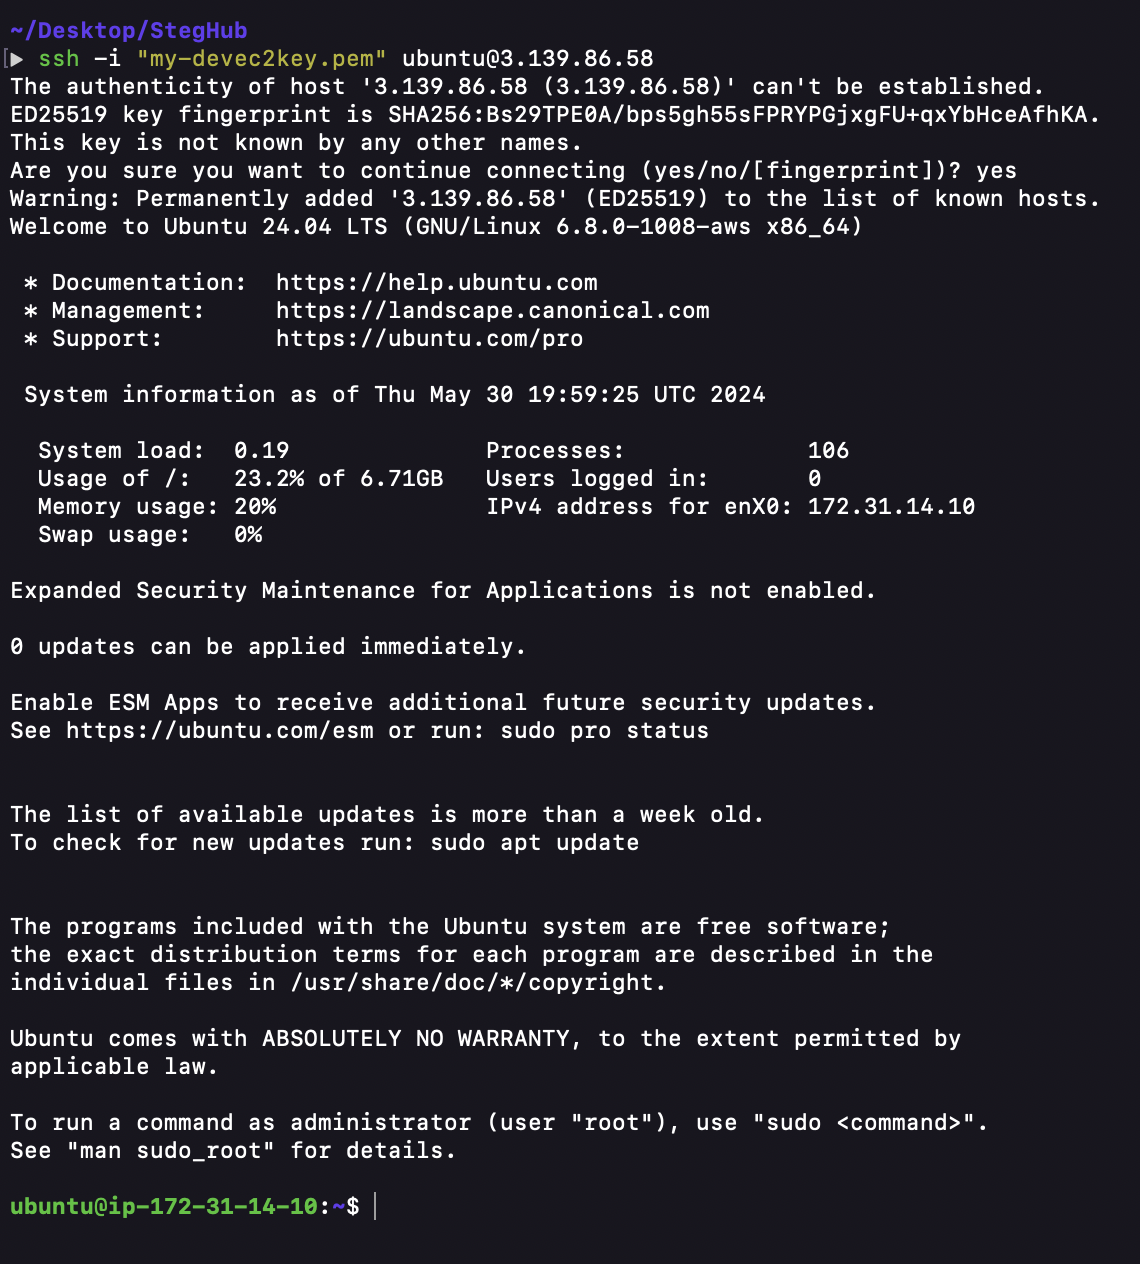 ~/Desktop/StegHub
[▶ ssh -i "my-devec2key.pem" ubuntu@3.139.86.58
The authenticity of host '3.139.86.58 (3.139.86.58)' can't be established.
ED25519 key fingerprint is SHA256:Bs29TPE0A/bps5gh55sFPRYPGjxgFU+qxYbHceAfhKA.
This key is not known by any other names.
Are you sure you want to continue connecting (yes/no/[fingerprint])? yes
Warning: Permanently added '3.139.86.58' (ED25519) to the list of known hosts.
Welcome to Ubuntu 24.04 LTS (GNU/Linux 6.8.0-1008-aws x86_64)

 * Documentation:  https://help.ubuntu.com
 * Management:     https://landscape.canonical.com
 * Support:        https://ubuntu.com/pro

 System information as of Thu May 30 19:59:25 UTC 2024

  System load:  0.19              Processes:             106
  Usage of /:   23.2% of 6.71GB   Users logged in:       0
  Memory usage: 20%               IPv4 address for enX0: 172.31.14.10
  Swap usage:   0%

Expanded Security Maintenance for Applications is not enabled.

0 updates can be applied immediately.

Enable ESM Apps to receive additional future security updates.
See https://ubuntu.com/esm or run: sudo pro status


The list of available updates is more than a week old.
To check for new updates run: sudo apt update


The programs included with the Ubuntu system are free software;
the exact distribution terms for each program are described in the
individual files in /usr/share/doc/*/copyright.

Ubuntu comes with ABSOLUTELY NO WARRANTY, to the extent permitted by
applicable law.

To run a command as administrator (user "root"), use "sudo <command>".
See "man sudo_root" for details.

ubuntu@ip-172-31-14-10:~$